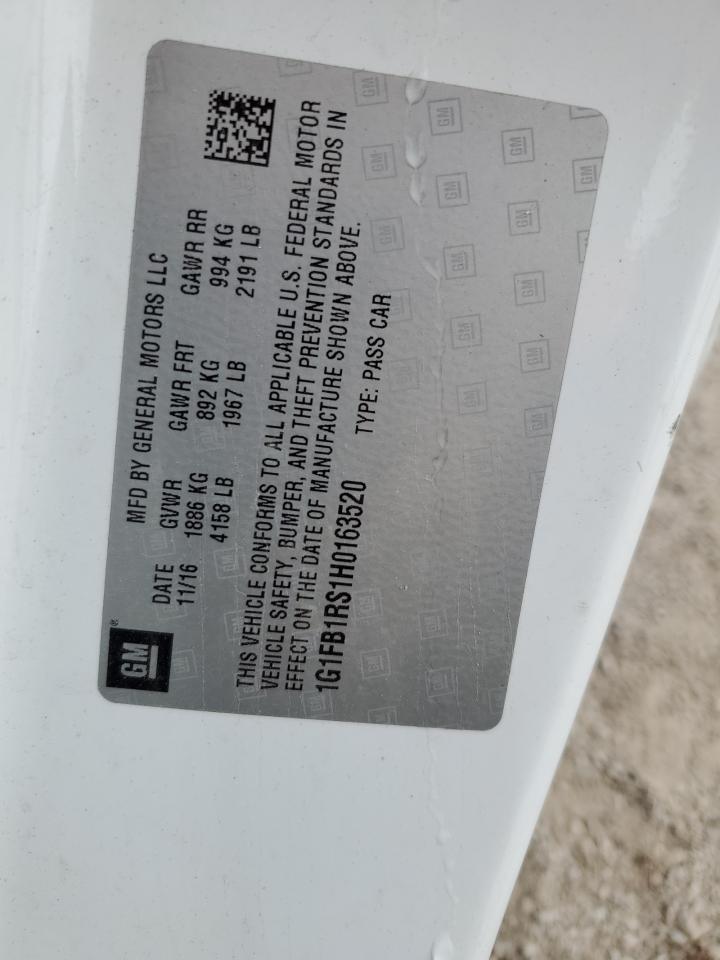 GM
MFD BY GENERAL MOTORS LLC
DATE GVWR GAWR FRT GAWR RR
11/16 1886 KG 892 KG 994 KG
4158 LB 1967 LB 2191 LB
THIS VEHICLE CONFORMS TO ALL APPLICABLE U.S. FEDERAL MOTOR
VEHICLE SAFETY, BUMPER, AND THEFT PREVENTION STANDARDS IN
EFFECT ON THE DATE OF MANUFACTURE SHOWN ABOVE.
1G1FB1RS1H0163520 TYPE: PASS CAR